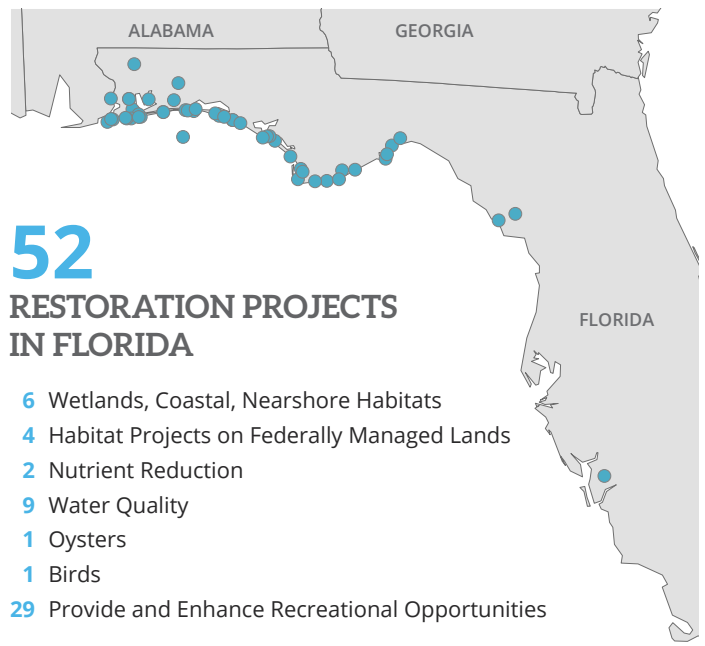 ALABAMA
GEORGIA
52
RESTORATION PROJECTS
IN FLORIDA
FLORIDA
6 Wetlands, Coastal, Nearshore Habitats
4 Habitat Projects on Federally Managed Lands
2 Nutrient Reduction
9 Water Quality
1 Oysters
1 Birds
29 Provide and Enhance Recreational Opportunities